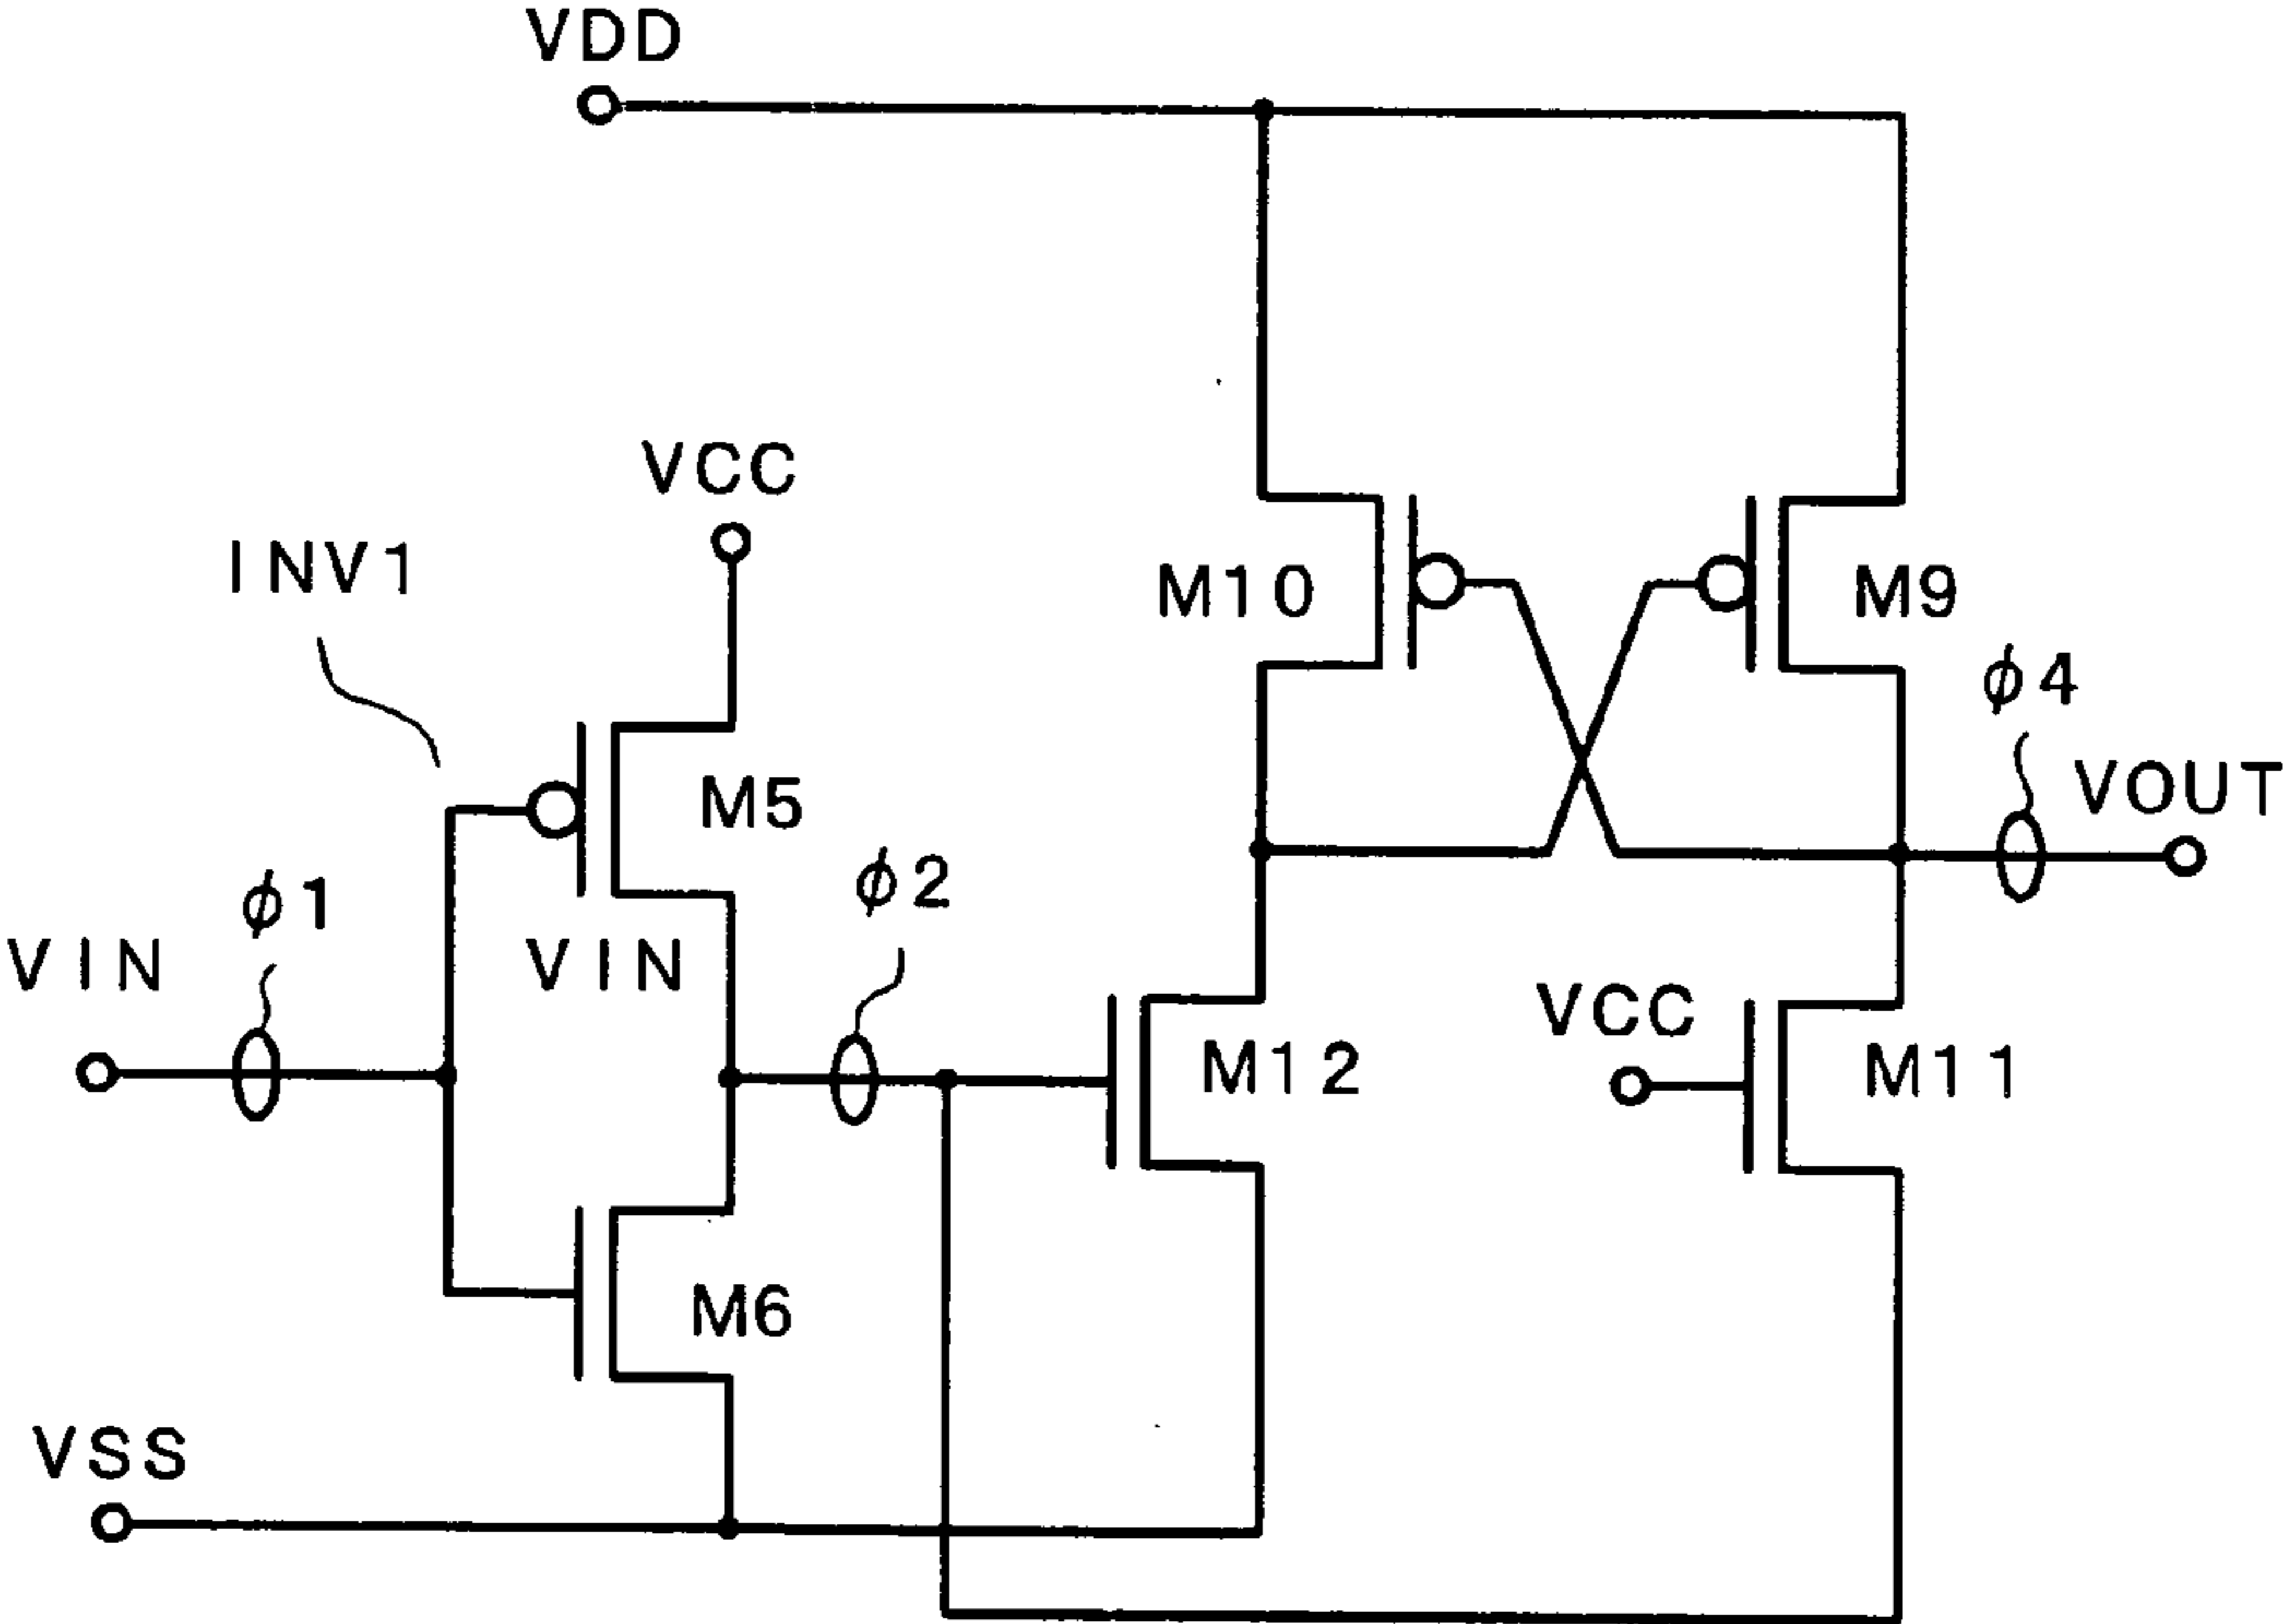 VDD
VCC
INV1
M10
M9
φ4
M5
VOUT
φ2
φ1
VIN
VIN
VCC
M12
M11
M6
VSS